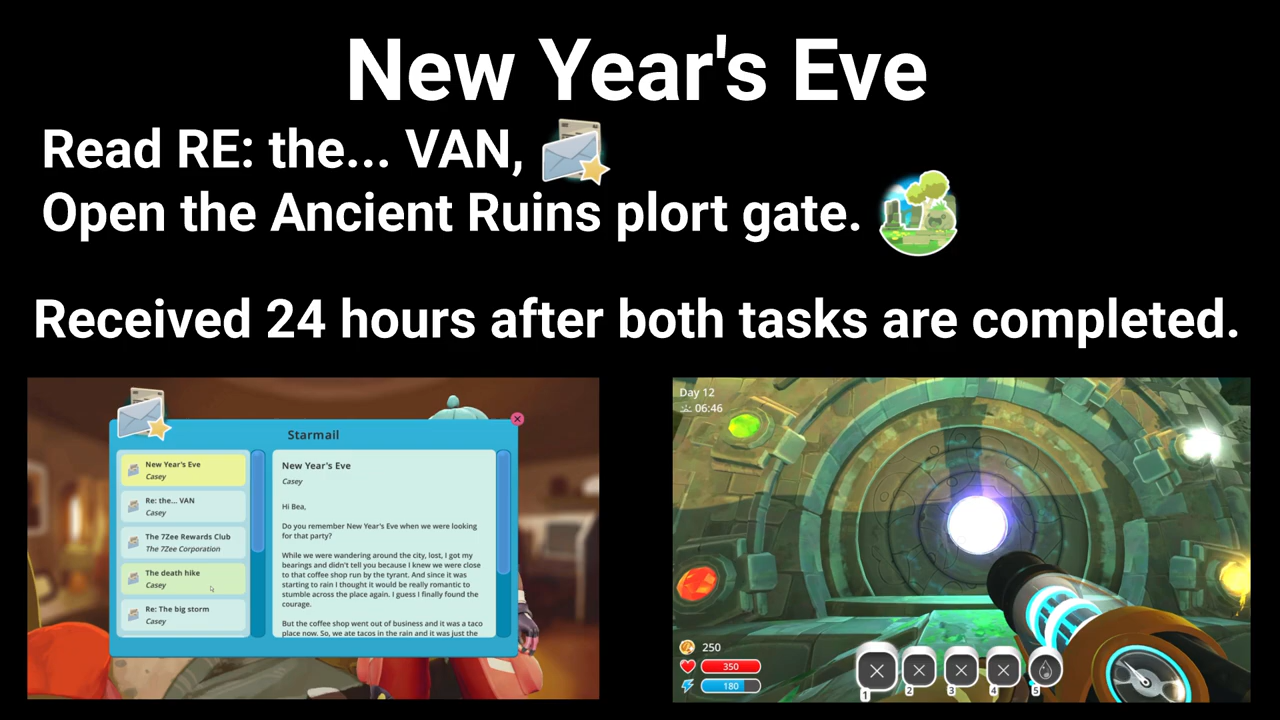 New Year's Eve
Read RE: the... VAN,
Open the Ancient Ruins plort gate.
Received 24 hours after both tasks are completed.
Starmail
New Year's Eve
Casey
Re: the... VAN
Casey
The 7Zee Rewards Club
The 7Zee Corporation
The death hike
Casey
Re: The big storm
Casey
New Year's Eve
Casey
Hi Bea,
Do you remember New Year's Eve when we were looking
for that party?
While we were wandering around the city, lost, I got my
bearings and didn't tell you because I knew we were close
to that coffee shop run by the tyrant. And since it was
starting to rain I thought it would be really romantic to
stumble across the place again. I guess I finally found the
courage.
But the coffee shop went out of business and it was a taco
place now. So, we ate tacos in the rain and it was just the
Day 12
06:46
250
350
180
1 2 3 4 5